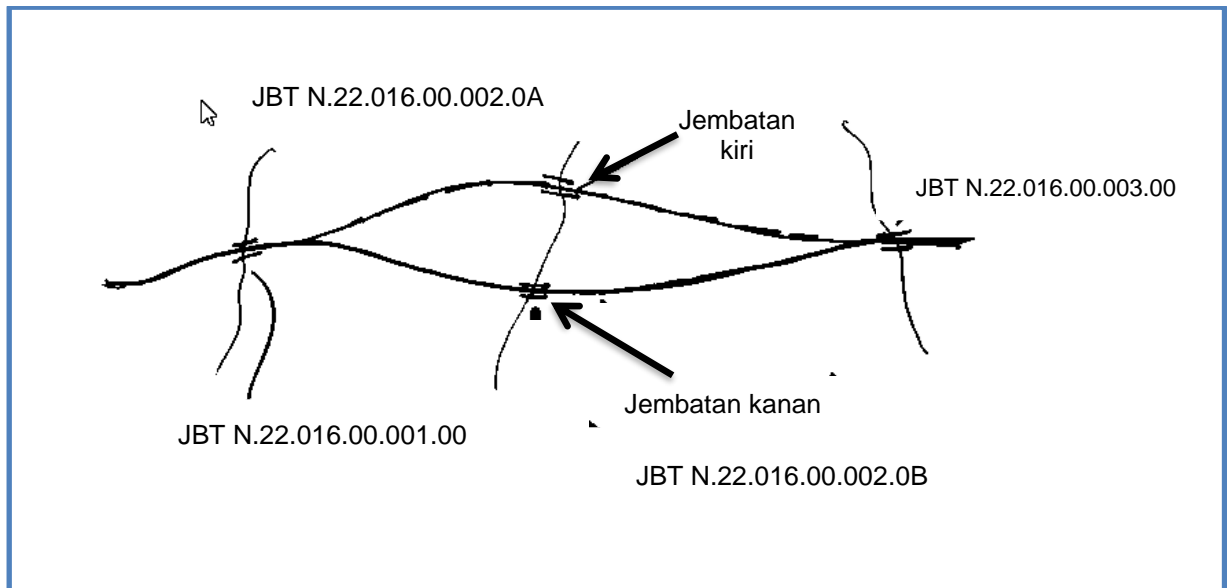 JBT N.22.016.00.002.0A
Jembatan
kiri
JBT N.22.016.00.003.00
Jembatan kanan
JBT N.22.016.00.001.00
JBT N.22.016.00.002.0B